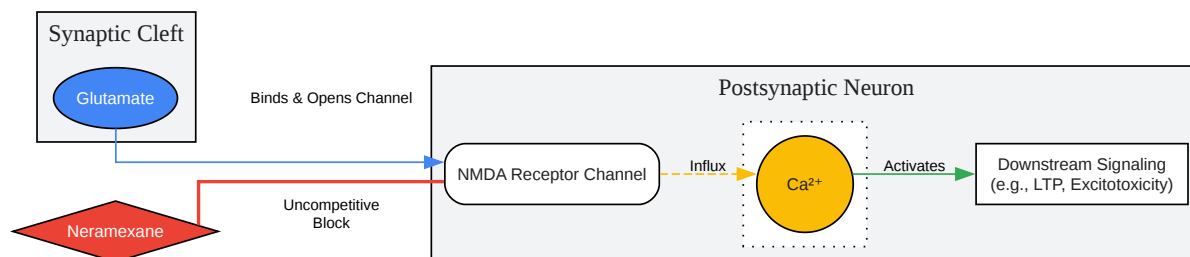 Synaptic Cleft
Glutamate
Binds & Opens Channel
Postsynaptic Neuron
NMDA Receptor Channel
Influx
Ca²⁺
Activates
Downstream Signaling
(e.g., LTP, Excitotoxicity)
Uncompetitive
Block
Neramexane